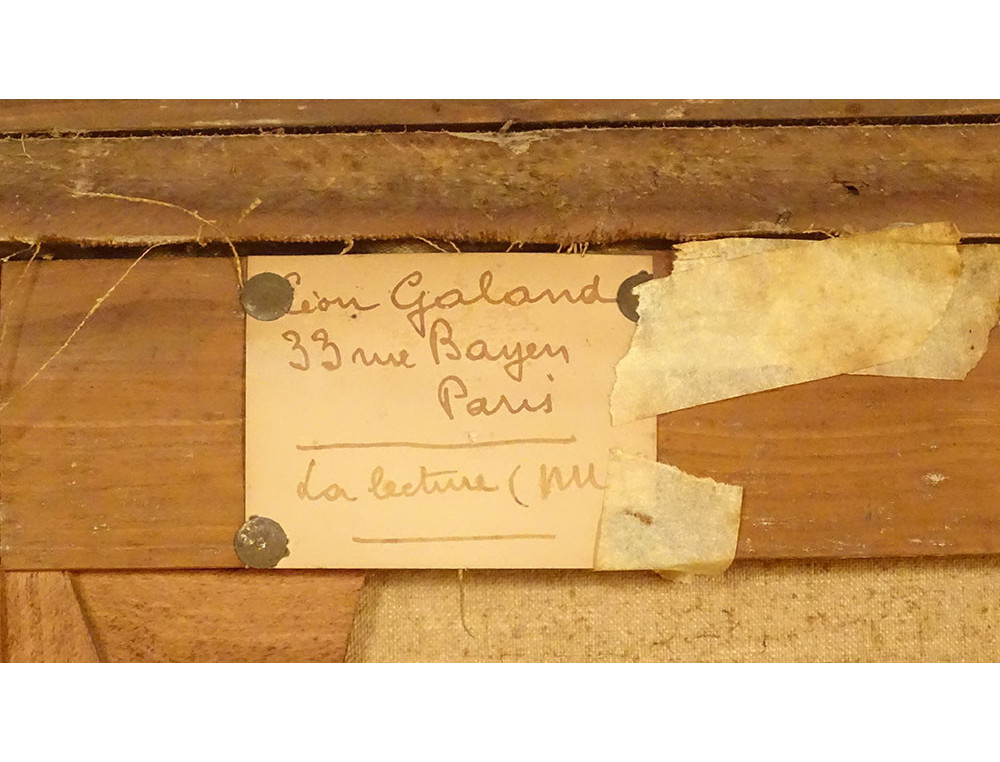 Léon Galand
33 rue Bayen
Paris
La lecture (